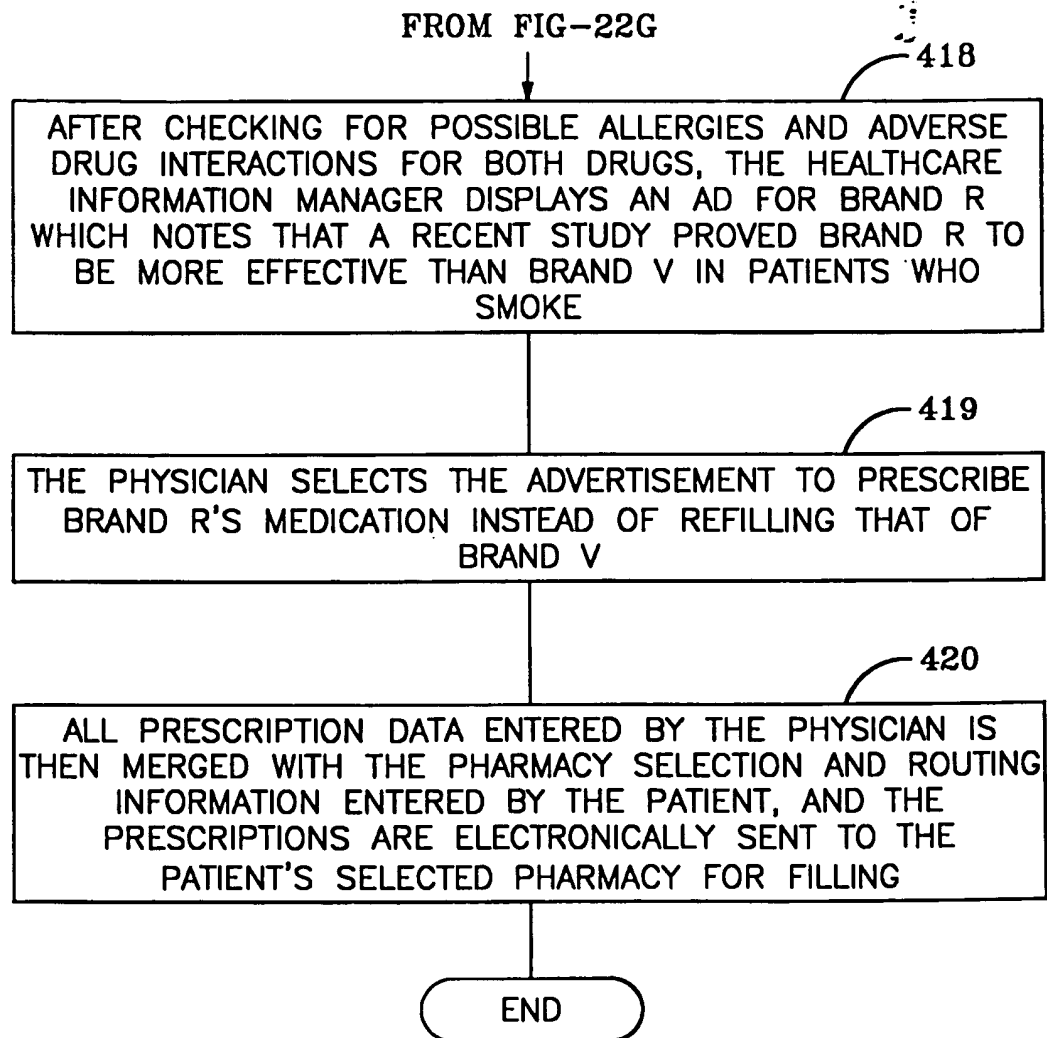 FROM FIG-22G
418
AFTER CHECKING FOR POSSIBLE ALLERGIES AND ADVERSE
DRUG INTERACTIONS FOR BOTH DRUGS, THE HEALTHCARE
INFORMATION MANAGER DISPLAYS AN AD FOR BRAND R
WHICH NOTES THAT A RECENT STUDY PROVED BRAND R TO
BE MORE EFFECTIVE THAN BRAND V IN PATIENTS WHO
SMOKE
419
THE PHYSICIAN SELECTS THE ADVERTISEMENT TO PRESCRIBE
BRAND R'S MEDICATION INSTEAD OF REFILLING THAT OF
BRAND V
420
ALL PRESCRIPTION DATA ENTERED BY THE PHYSICIAN IS
THEN MERGED WITH THE PHARMACY SELECTION AND ROUTING
INFORMATION ENTERED BY THE PATIENT, AND THE
PRESCRIPTIONS ARE ELECTRONICALLY SENT TO THE
PATIENT'S SELECTED PHARMACY FOR FILLING
END